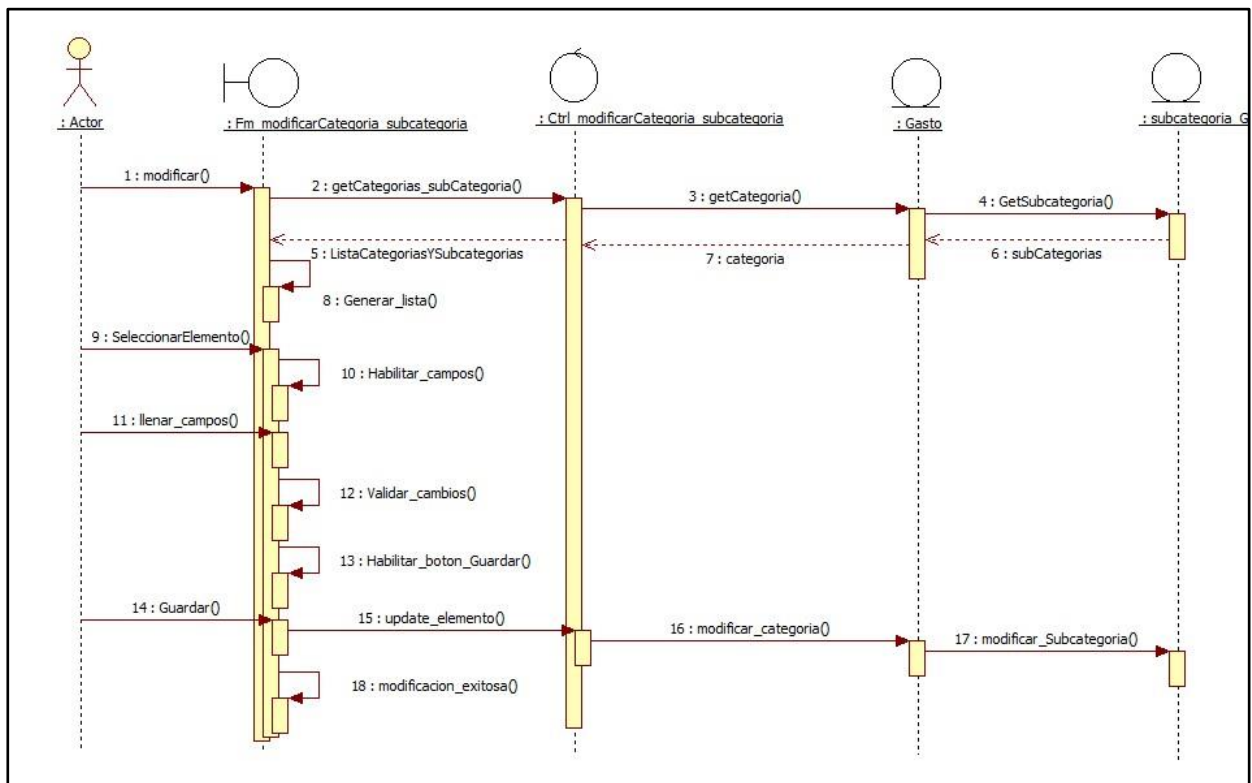 : Actor
: Fm_modificarCategoria_subcategoria
: Ctrl_modificarCategoria_subcategoria
: Gasto
: subcategoria_G
1 : modificar()
2 : getCategorias_subCategoria()
3 : getCategoria()
4 : GetSubcategoria()
5 : ListaCategoriasYSubcategorias
7 : categoria
6 : subCategorias
8 : Generar_lista()
9 : SeleccionarElemento()
10 : Habilitar_campos()
11 : llenar_campos()
12 : Validar_cambios()
13 : Habilitar_boton_Guardar()
14 : Guardar()
15 : update_elemento()
16 : modificar_categoria()
17 : modificar_Subcategoria()
18 : modificacion_exitosa()